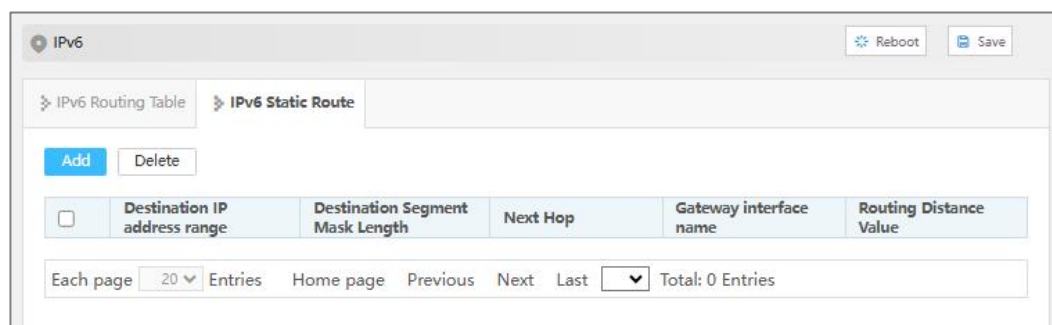 IPv6
Reboot
Save
IPv6 Routing Table
IPv6 Static Route
Add
Delete
Destination IP address range
Destination Segment Mask Length
Next Hop
Gateway interface name
Routing Distance Value
Each page 20 Entries Home page Previous Next Last Total: 0 Entries